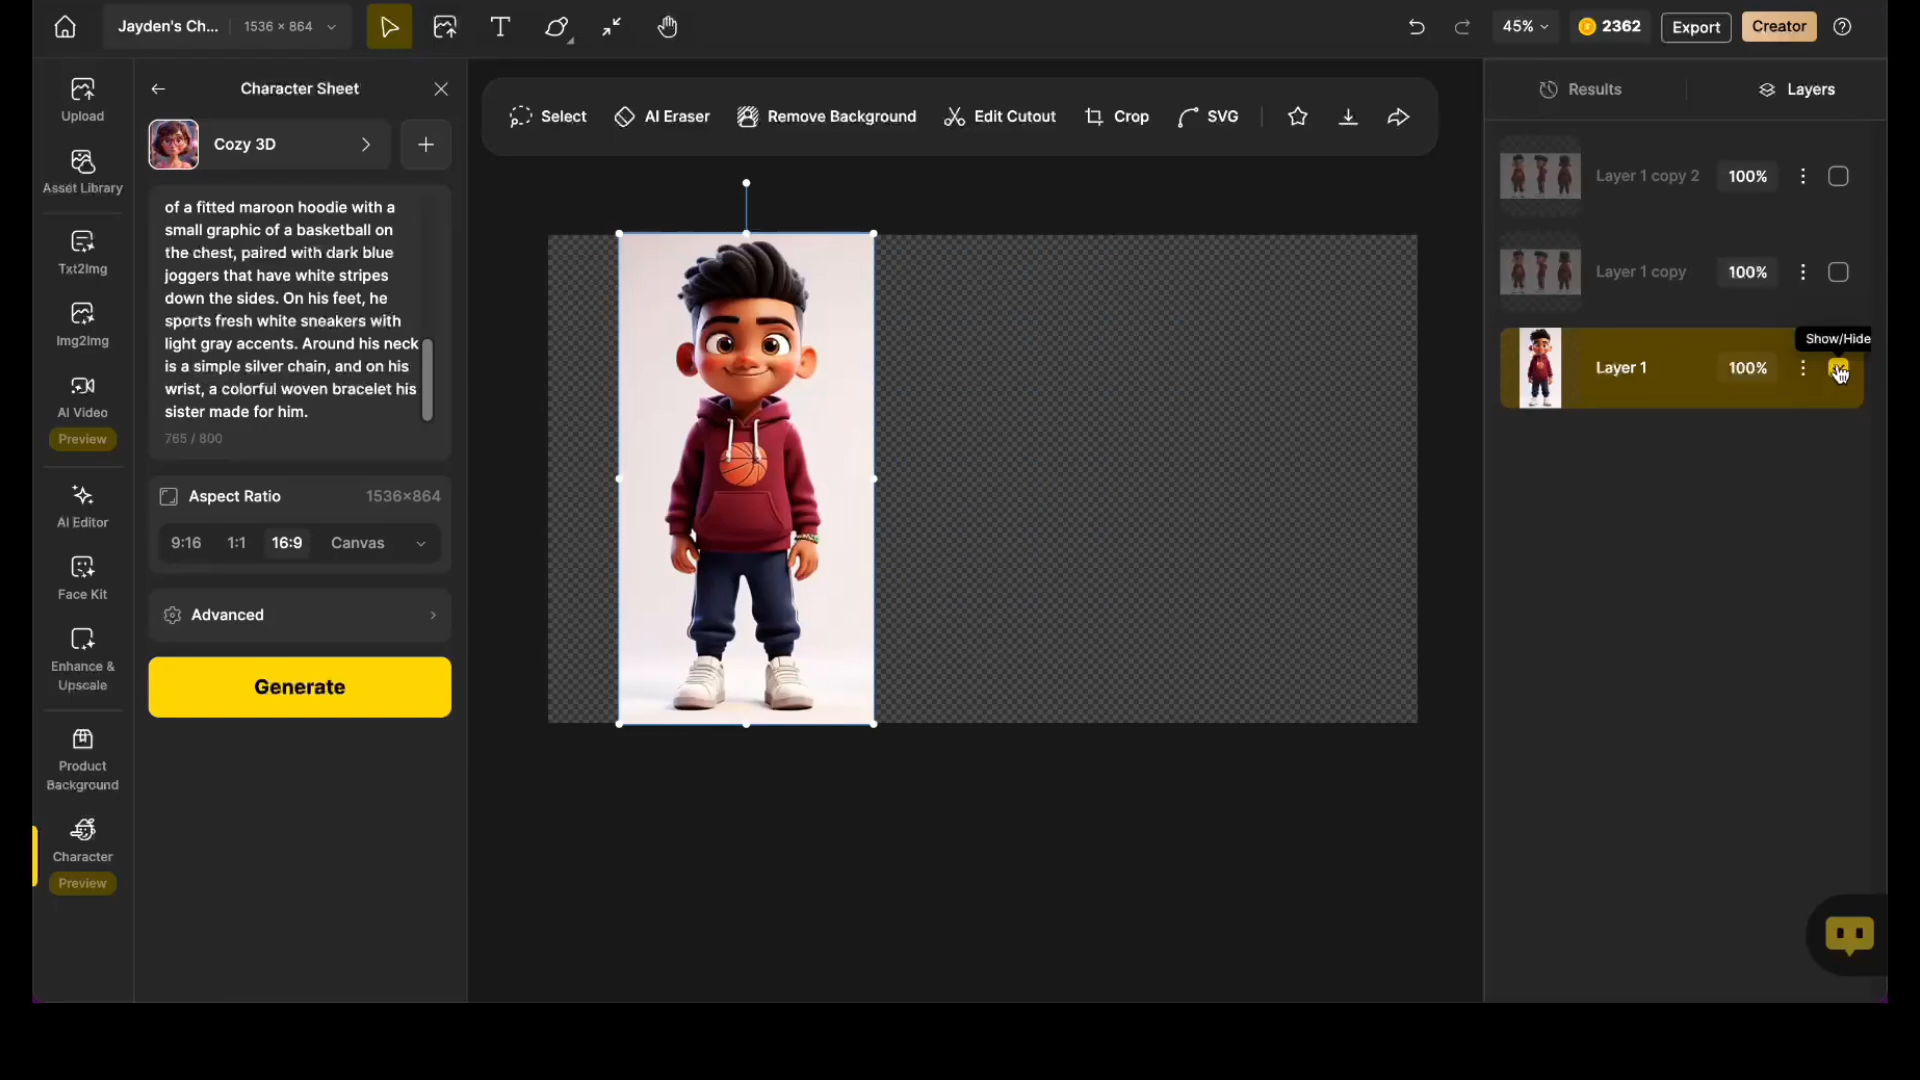 Jayden's Ch...
1536 × 864
45%
2362
Export
Creator
Upload
Asset Library
Txt2Img
Img2Img
AI Video
Preview
AI Editor
Face Kit
Enhance &
Upscale
Product
Background
Character
Preview
Character Sheet
Cozy 3D
of a fitted maroon hoodie with a
small graphic of a basketball on
the chest, paired with dark blue
joggers that have white stripes
down the sides. On his feet, he
sports fresh white sneakers with
light gray accents. Around his neck
is a simple silver chain, and on his
wrist, a colorful woven bracelet his
sister made for him.
765 / 800
Aspect Ratio
1536×864
9:16
1:1
16:9
Canvas
Advanced
Generate
Select
AI Eraser
Remove Background
Edit Cutout
Crop
SVG
Results
Layers
Layer 1 copy 2
100%
Layer 1 copy
100%
Show/Hide
Layer 1
100%